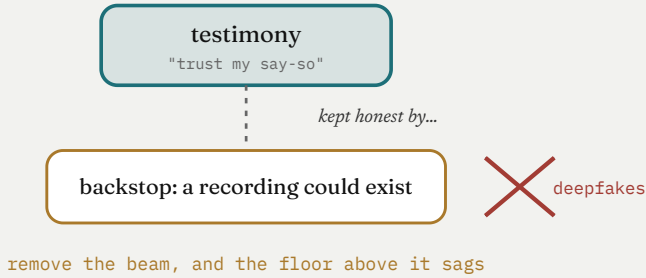 testimony
"trust my say-so"
kept honest by...
backstop: a recording could exist
deepfakes
remove the beam, and the floor above it sags